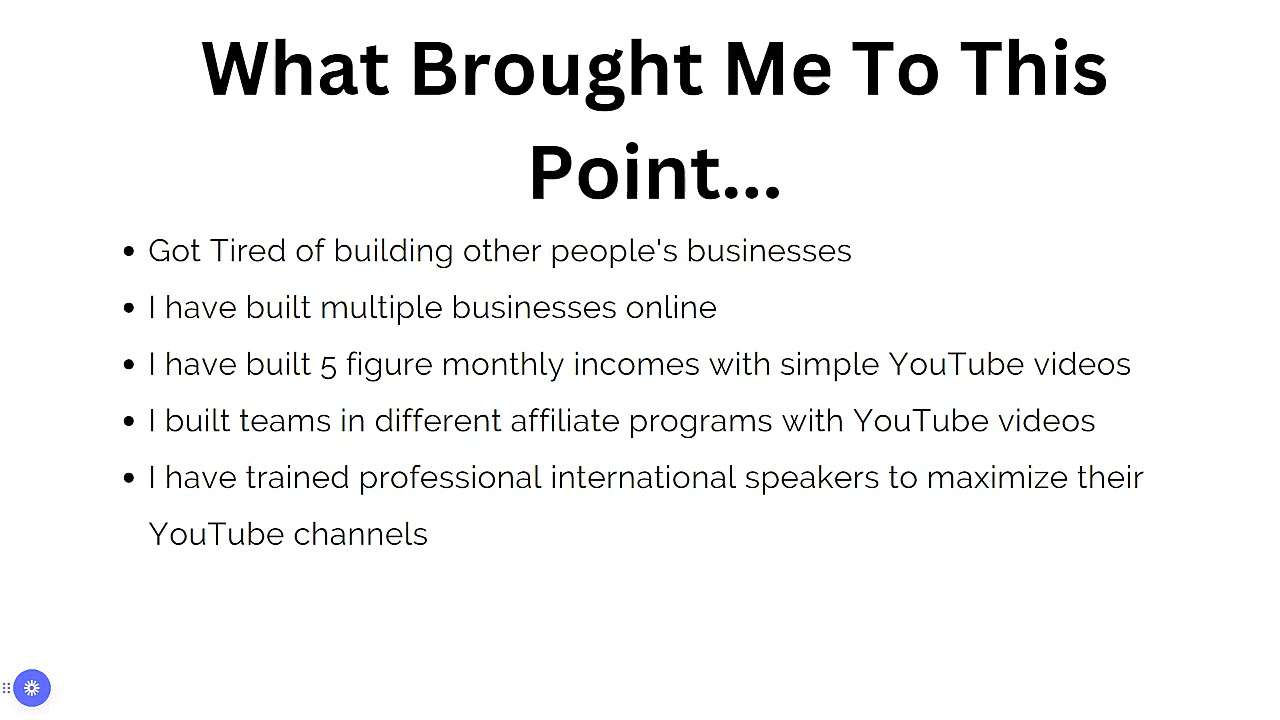 What Brought Me To This
Point...
• Got Tired of building other people's businesses
• I have built multiple businesses online
• I have built 5 figure monthly incomes with simple YouTube videos
• I built teams in different affiliate programs with YouTube videos
• I have trained professional international speakers to maximize their
YouTube channels